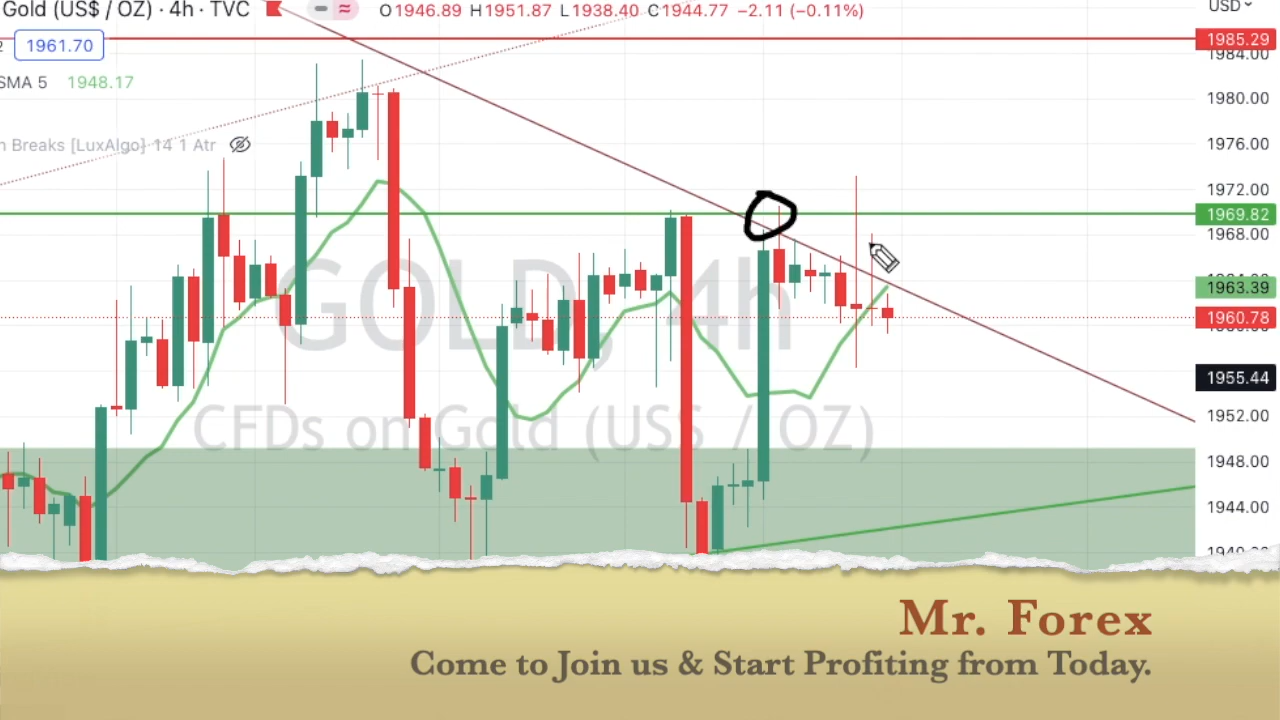 Gold (US$ / OZ) · 4h · TVC O1946.89 H1951.87 L1938.40 C1944.77 −2.11 (−0.11%)
USD
1985.29
1984.00
2 1961.70
SMA 5 1948.17
1980.00
n Breaks [LuxAlgo] 14 1 Atr
1976.00
1972.00
1969.82
1968.00
1963.39
1960.78
1955.44
1952.00
1948.00
1944.00
GOLD, 4h
CFDs on Gold (US$ / OZ)
Mr. Forex
Come to Join us & Start Profiting from Today.